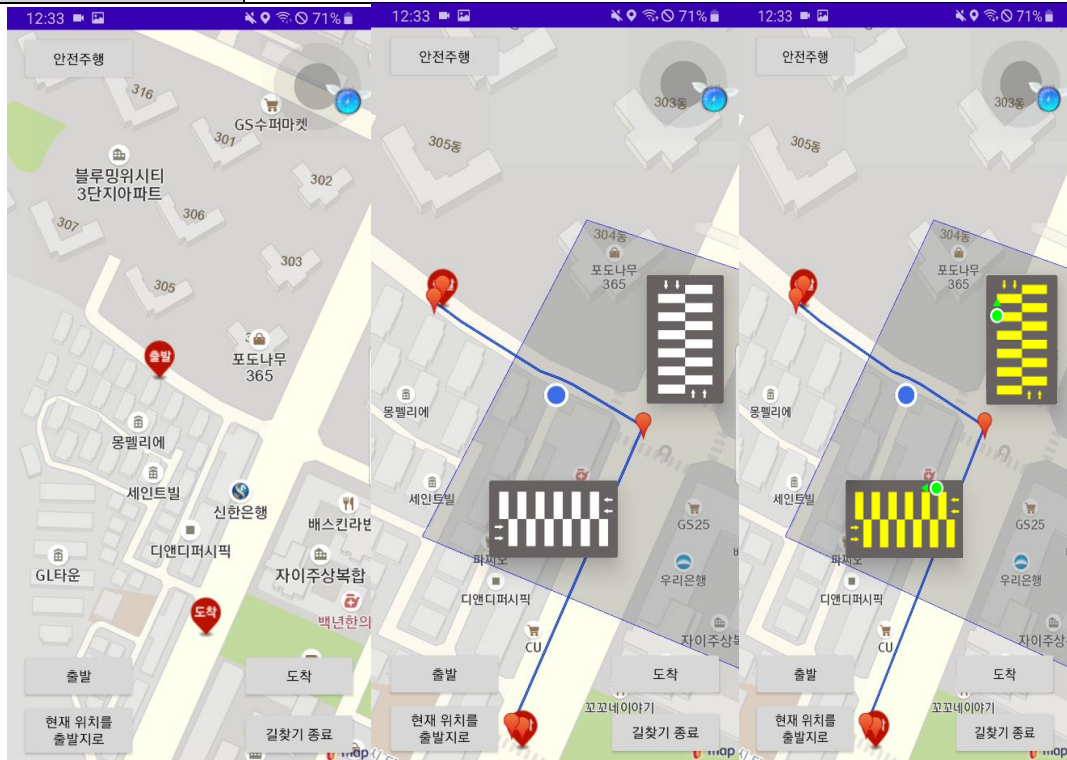 12:33
71%
안전주행
316
GS수퍼마켓
301
블루밍위시티
3단지아파트
302
306
307
303
305
출발
포도나무
365
몽펠리에
세인트빌
신한은행
배스킨라빈
디앤디퍼시픽
GL타운
자이주상복합
도착
백년한의
출발
도착
현재 위치를
출발지로
길찾기 종료
map
12:33
71%
안전주행
303동
305동
304동
포도나무
365
몽펠리에
세인트빌
GS25
우리은행
디앤디퍼시픽
자이주상복
CU
출발
도착
꼬꼬네이야기
현재 위치를
출발지로
길찾기 종료
map
12:33
71%
안전주행
303동
305동
304동
포도나무
365
몽펠리에
세인트빌
GS25
우리은행
디앤디퍼시픽
자이주상
CU
출발
도착
꼬꼬네이야기
현재 위치를
출발지로
길찾기 종료
map